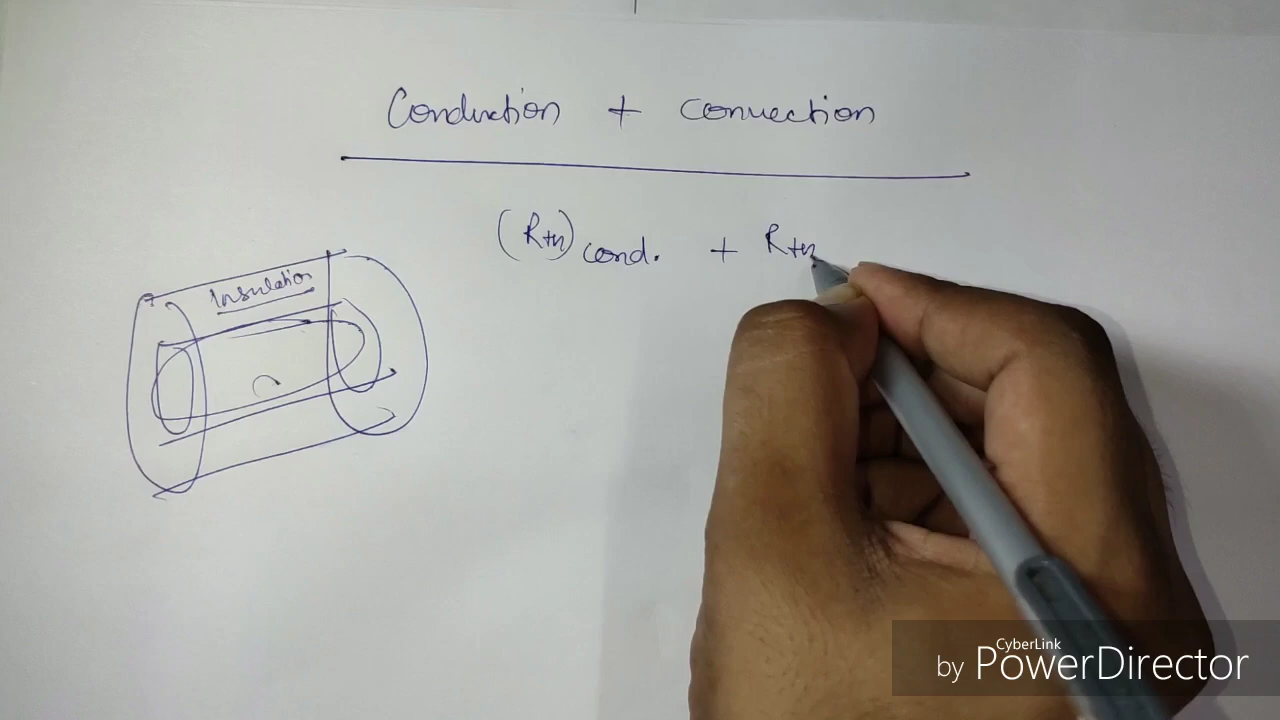 Conduction + Convection
(Rth)cond. + Rth
Insulation
CyberLink
by PowerDirector